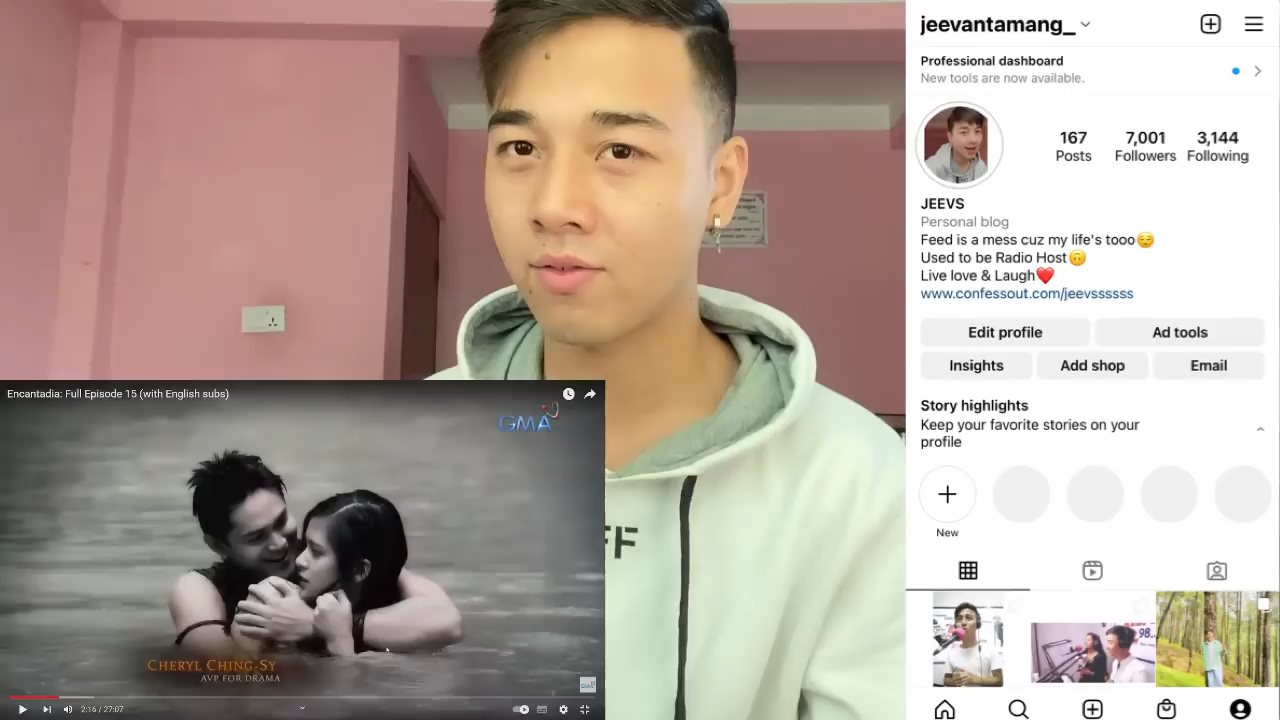 jeevantamang_
Professional dashboard
New tools are now available.
167
Posts
7,001
Followers
3,144
Following
JEEVS
Personal blog
Feed is a mess cuz my life's tooo😌
Used to be Radio Host🙃
Live love & Laugh❤️
www.confessout.com/jeevssssss
Edit profile
Ad tools
Insights
Add shop
Email
Story highlights
Keep your favorite stories on your
profile
New
Encantadia: Full Episode 15 (with English subs)
GMA
CHERYL CHING-SY
AVP FOR DRAMA
GMA
2:16 / 27:07
FF
98.